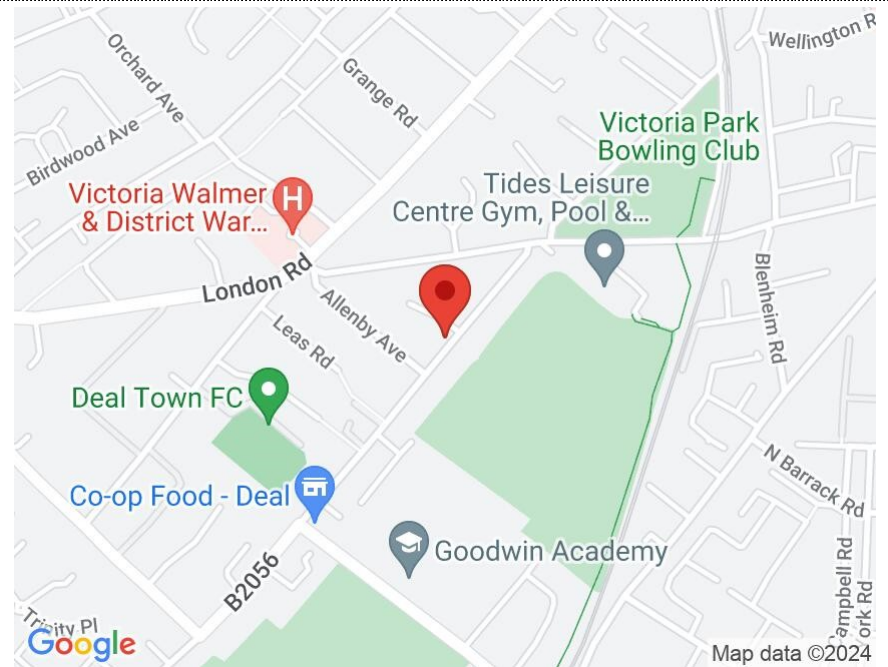 Wellington R
Orchard Ave
Grange Rd
Birdwood Ave
Victoria Park
Bowling Club
Victoria Walmer
& District War...
H
Tides Leisure
Centre Gym, Pool &...
London Rd
Allenby Ave
Leas Rd
Blenheim Rd
Deal Town FC
Co-op Food - Deal
N Barrack Rd
Goodwin Academy
B2056
Campbell Rd
ork Rd
Trinity Pl
Google
Map data ©2024